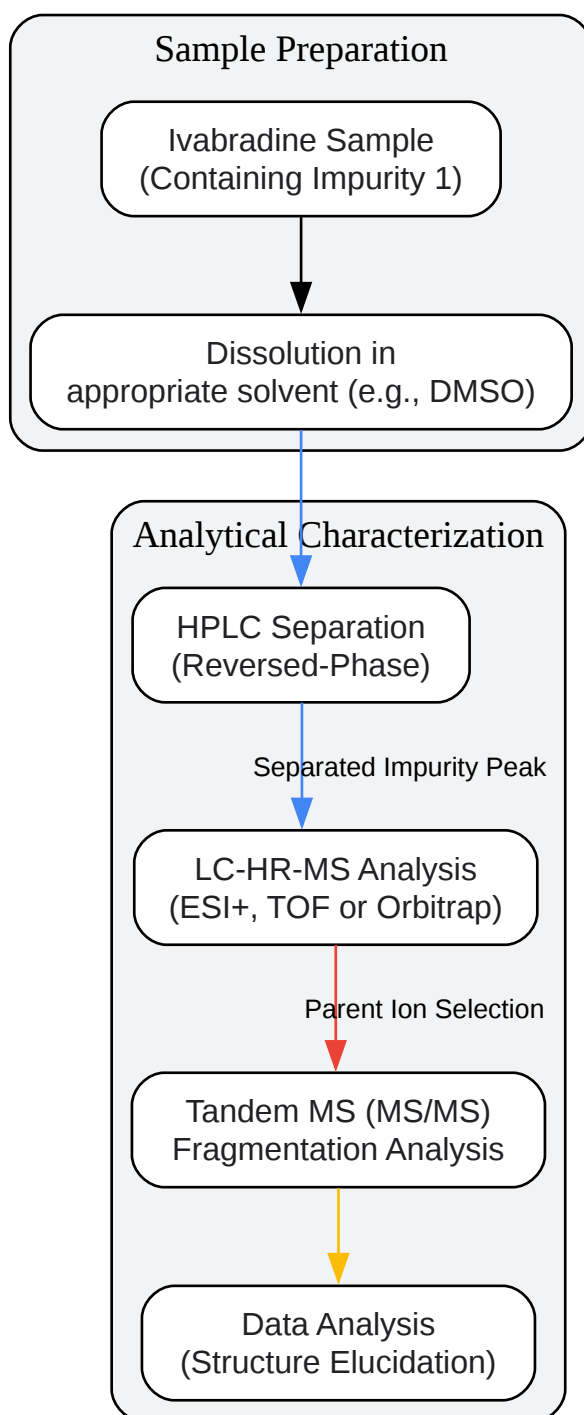 Sample Preparation
Ivabradine Sample
(Containing Impurity 1)
Dissolution in
appropriate solvent (e.g., DMSO)
Analytical Characterization
HPLC Separation
(Reversed-Phase)
Separated Impurity Peak
LC-HR-MS Analysis
(ESI+, TOF or Orbitrap)
Parent Ion Selection
Tandem MS (MS/MS)
Fragmentation Analysis
Data Analysis
(Structure Elucidation)